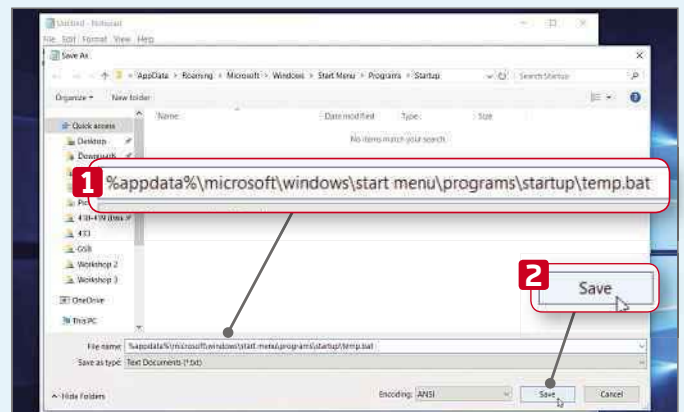 Untitled - Notepad
File Edit Format View Help
Save As
AppData > Roaming > Microsoft > Windows > Start Menu > Programs > Startup
Search Startup
Organize New folder
Name Date modified Type Size
No items match your search.
Quick access
Desktop
Downloads
1 %appdata%\microsoft\windows\start menu\programs\startup\temp.bat
433
GSB
Workshop 2
Workshop 3
OneDrive
This PC
2 Save
File name: %appdata%\microsoft\windows\start menu\programs\startup\temp.bat
Save as type: Text Documents (*.txt)
Hide Folders Encoding: ANSI Save Cancel